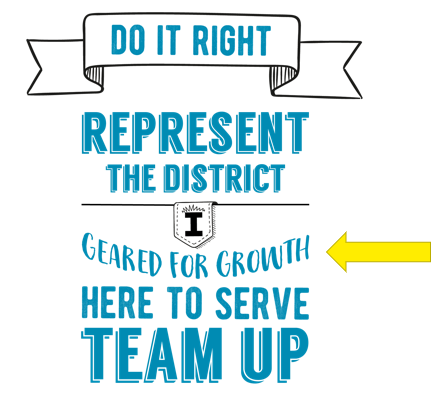 DO IT RIGHT
REPRESENT
THE DISTRICT
I
GEARED FOR GROWTH
HERE TO SERVE
TEAM UP